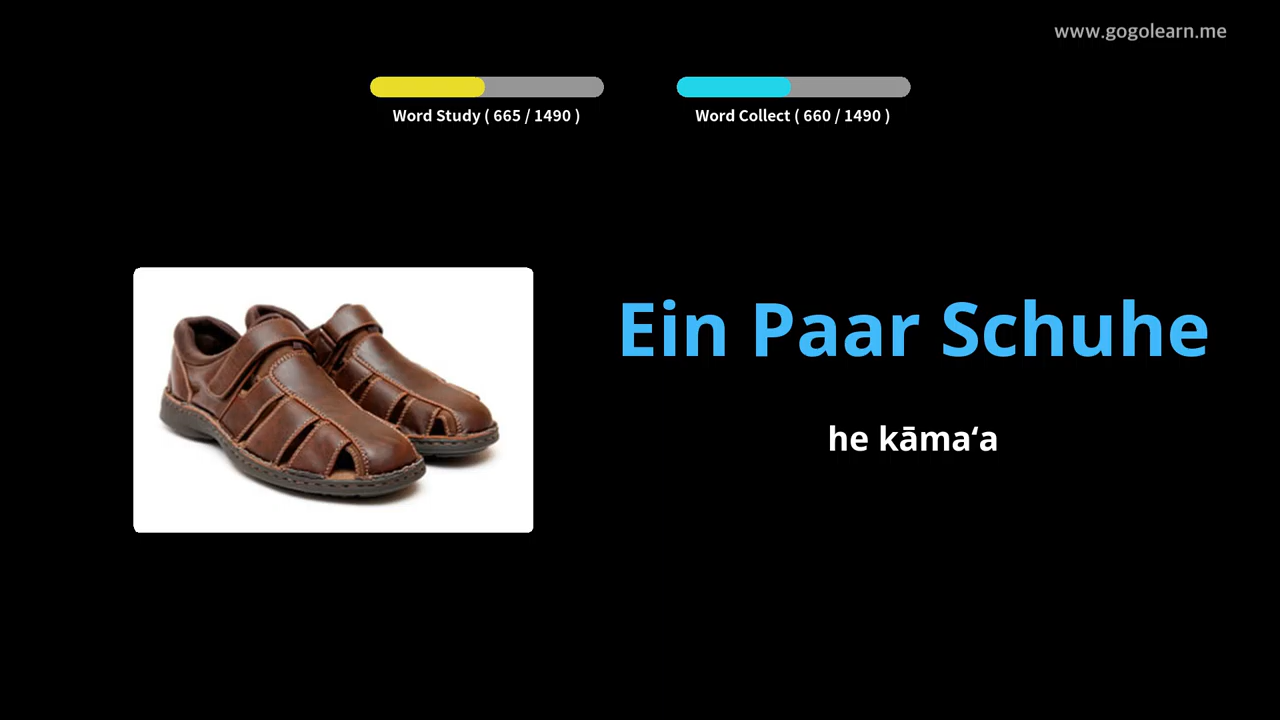 www.gogolearn.me
Word Study ( 665 / 1490 )
Word Collect ( 660 / 1490 )
Ein Paar Schuhe
he kāmaʻa